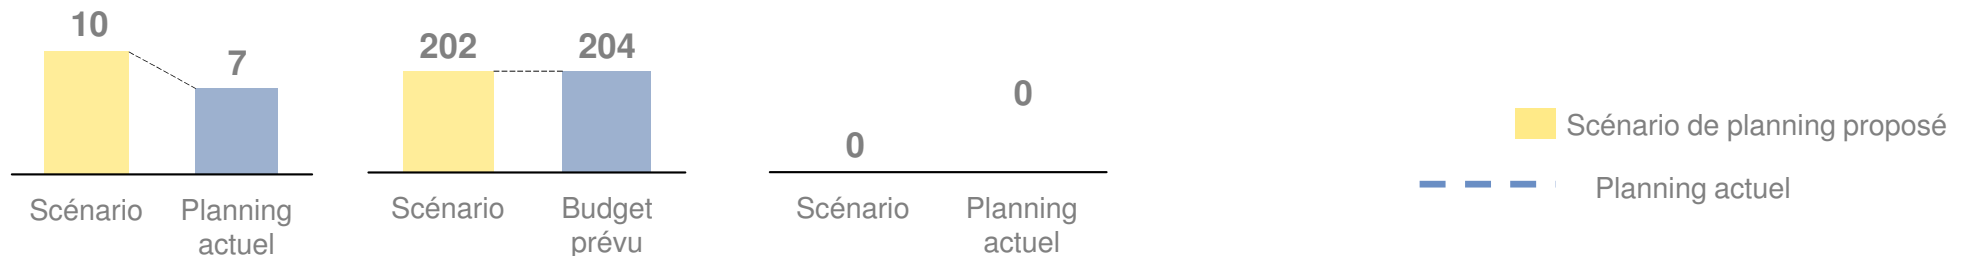 10
7
Scénario
Planning
actuel
202
204
Scénario
Budget
prévu
0
0
Scénario
Planning
actuel
Scénario de planning proposé
Planning actuel